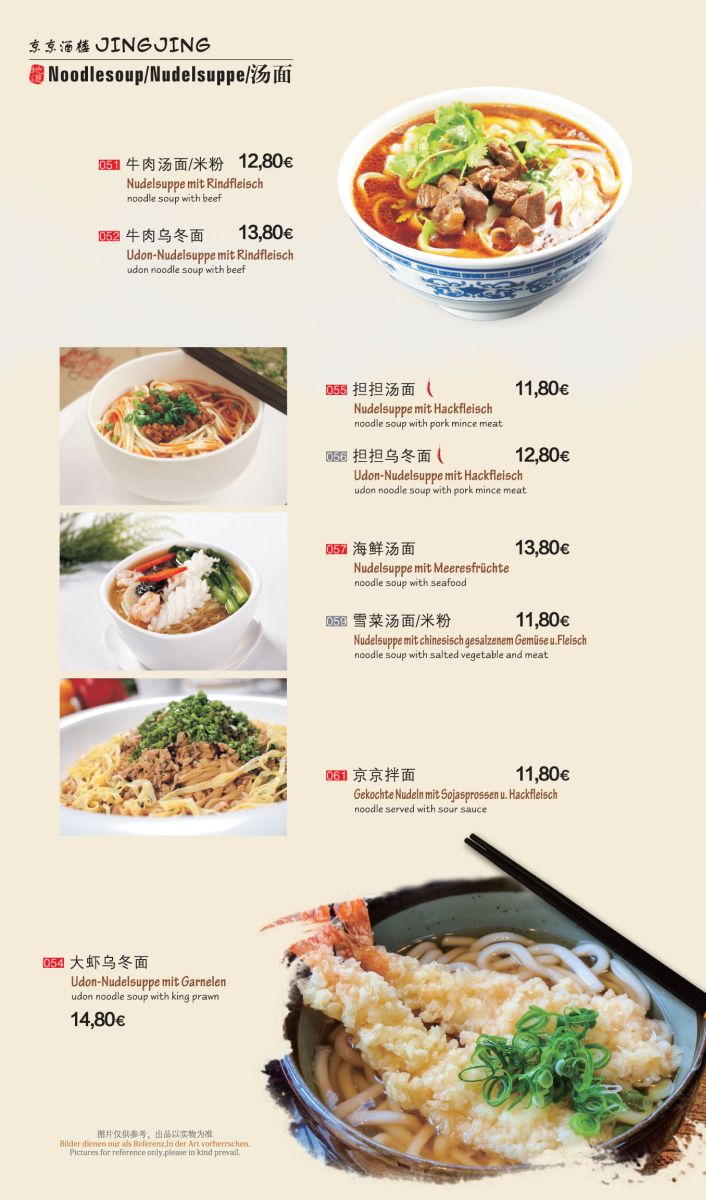 京京酒楼 JINGJING
地道 Noodlesoup/Nudelsuppe/汤面
051 牛肉汤面/米粉 12,80€
Nudelsuppe mit Rindfleisch
noodle soup with beef
052 牛肉乌冬面 13,80€
Udon-Nudelsuppe mit Rindfleisch
udon noodle soup with beef
055 担担汤面 11,80€
Nudelsuppe mit Hackfleisch
noodle soup with pork mince meat
056 担担乌冬面 12,80€
Udon-Nudelsuppe mit Hackfleisch
udon noodle soup with pork mince meat
057 海鲜汤面 13,80€
Nudelsuppe mit Meeresfrüchte
noodle soup with seafood
059 雪菜汤面/米粉 11,80€
Nudelsuppe mit chinesisch gesalzenem Gemüse u.Fleisch
noodle soup with salted vegetable and meat
061 京京拌面 11,80€
Gekochte Nudeln mit Sojasprossen u. Hackfleisch
noodle served with sour sauce
054 大虾乌冬面
Udon-Nudelsuppe mit Garnelen
udon noodle soup with king prawn
14,80€
图片仅供参考，出品以实物为准
Bilder dienen nur als Referenz,In der Art vorherrschen.
Pictures for reference only,please in kind prevail.